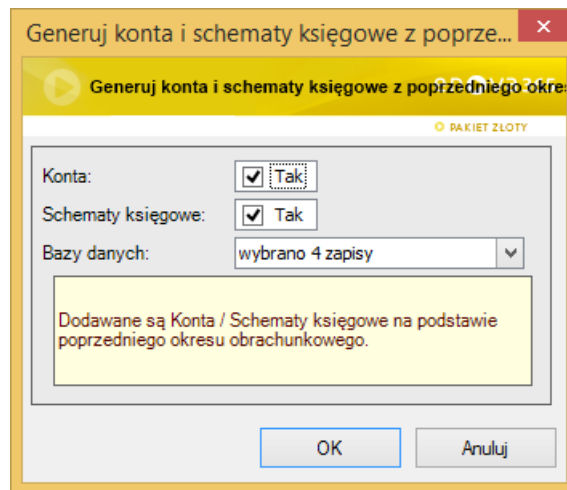 Generuj konta i schematy księgowe z poprze...
Generuj konta i schematy księgowe z poprzedniego okre
PAKIET ZŁOTY
Konta:
Tak
Schematy księgowe:
Tak
Bazy danych:
wybrano 4 zapisy
Dodawane są Konta / Schematy księgowe na podstawie
poprzedniego okresu obrachunkowego.
OK
Anuluj